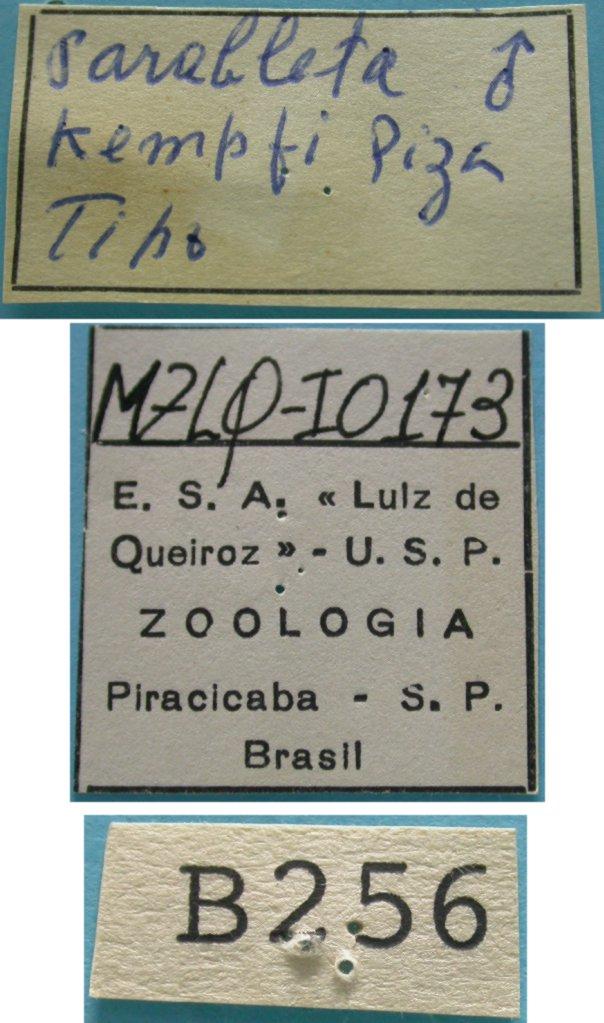 Parableta ♂
Kempfi Piza
Tipo
MZLQ-I0173
E. S. A. « Luiz de
Queiroz » - U. S. P.
ZOOLOGIA
Piracicaba - S. P.
Brasil
B256